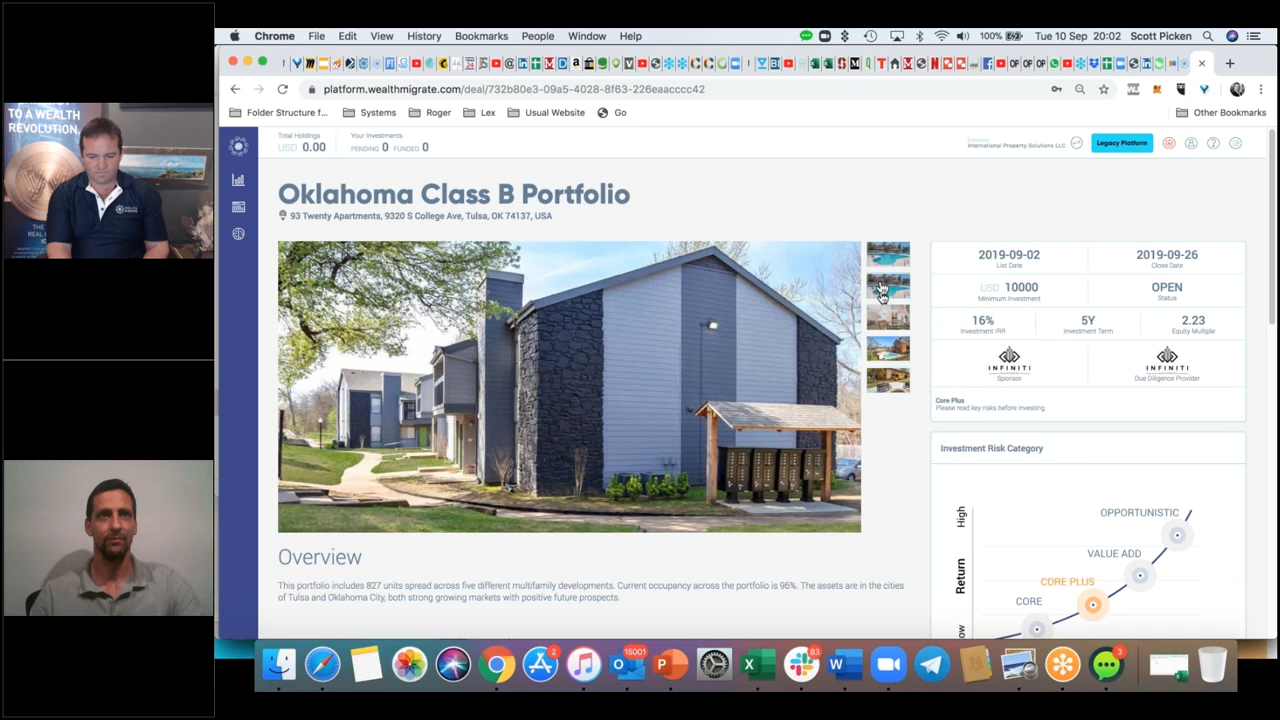 Chrome File Edit View History Bookmarks People Window Help
100% Tue 10 Sep 20:02 Scott Picken
platform.wealthmigrate.com/deal/732b80e3-09a5-4028-8f63-226eaacccc42
Folder Structure f... Systems Roger Lex Usual Website Go Other Bookmarks
TO A WEALTH
REVOLUTION.
Total Holdings
USD 0.00
Your Investments
PENDING 0 FUNDED 0
International Property Solutions LLC
Legacy Platform
Oklahoma Class B Portfolio
93 Twenty Apartments, 9320 S College Ave, Tulsa, OK 74137, USA
2019-09-02
List Date
2019-09-26
Close Date
USD 10000
Minimum Investment
OPEN
Status
16%
Investment IRR
5Y
Investment Term
2.23
Equity Multiple
INFINITI
Sponsor
INFINITI
Due Diligence Provider
Core Plus
Please read key risks before investing.
Investment Risk Category
High
Return
OPPORTUNISTIC
VALUE ADD
CORE PLUS
CORE
Overview
This portfolio includes 827 units spread across five different multifamily developments. Current occupancy across the portfolio is 96%. The assets are in the cities
of Tulsa and Oklahoma City, both strong growing markets with positive future prospects.
2
15001
83
3